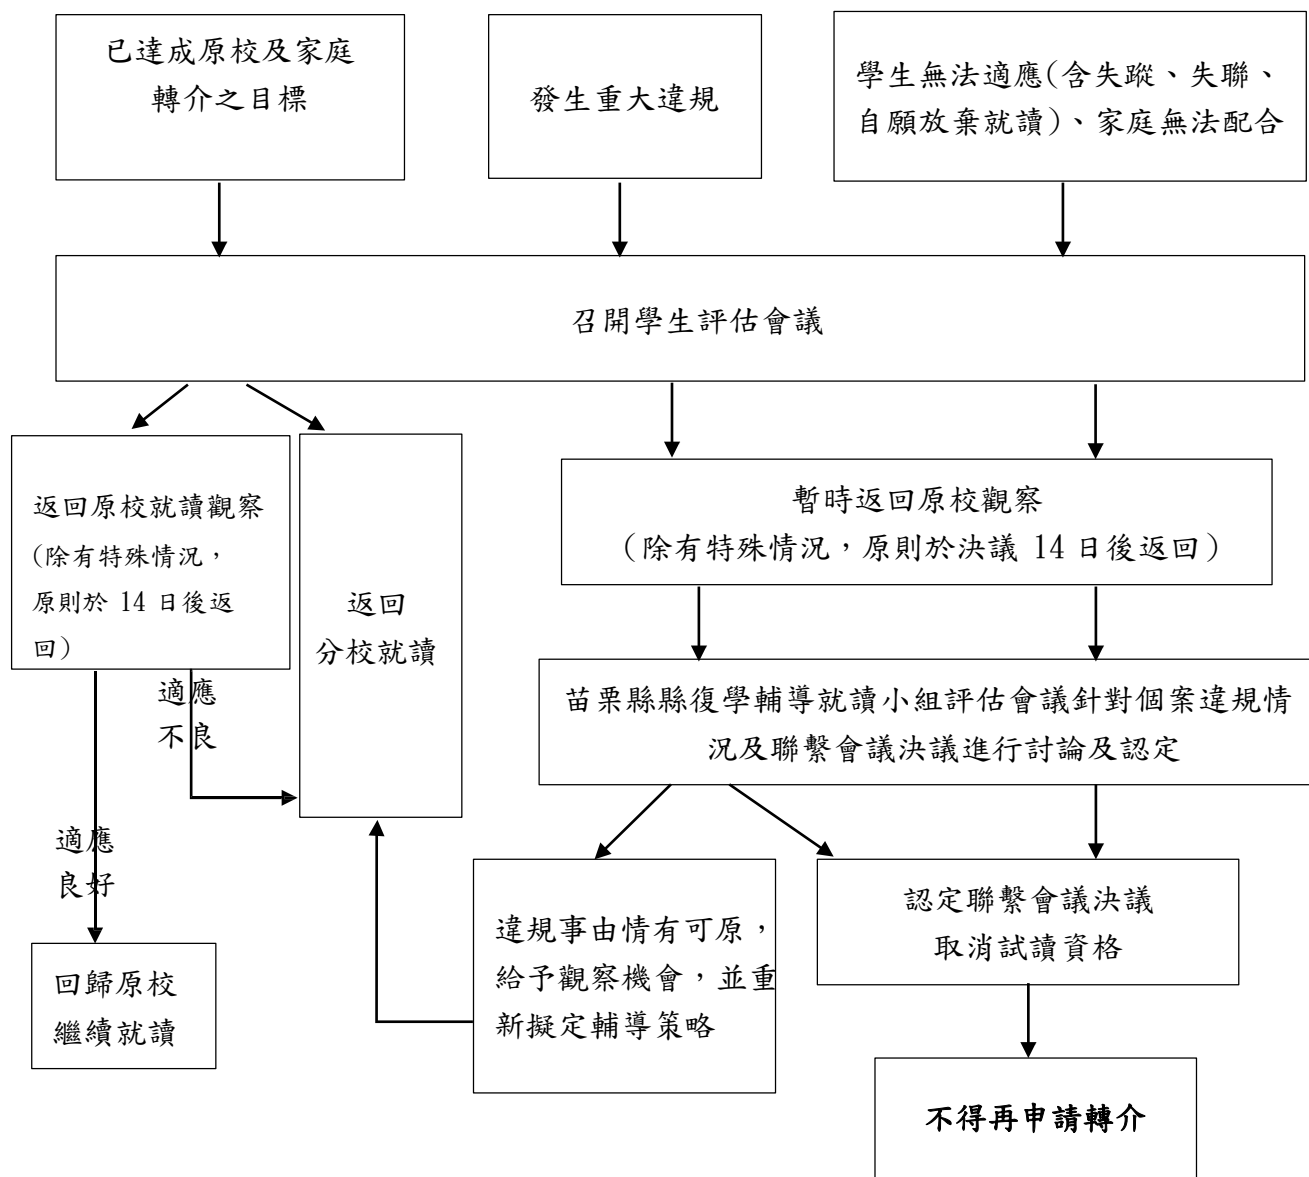 已達成原校及家庭
轉介之目標
發生重大違規
學生無法適應(含失蹤、失聯、
自願放棄就讀)、家庭無法配合
召開學生評估會議
返回原校就讀觀察
(除有特殊情況，
原則於 14 日後返
回)
返回
分校就讀
暫時返回原校觀察
（除有特殊情況，原則於決議 14 日後返回）
適應
不良
苗栗縣縣復學輔導就讀小組評估會議針對個案違規情
況及聯繫會議決議進行討論及認定
適應
良好
回歸原校
繼續就讀
違規事由情有可原，
給予觀察機會，並重
新擬定輔導策略
認定聯繫會議決議
取消試讀資格
不得再申請轉介